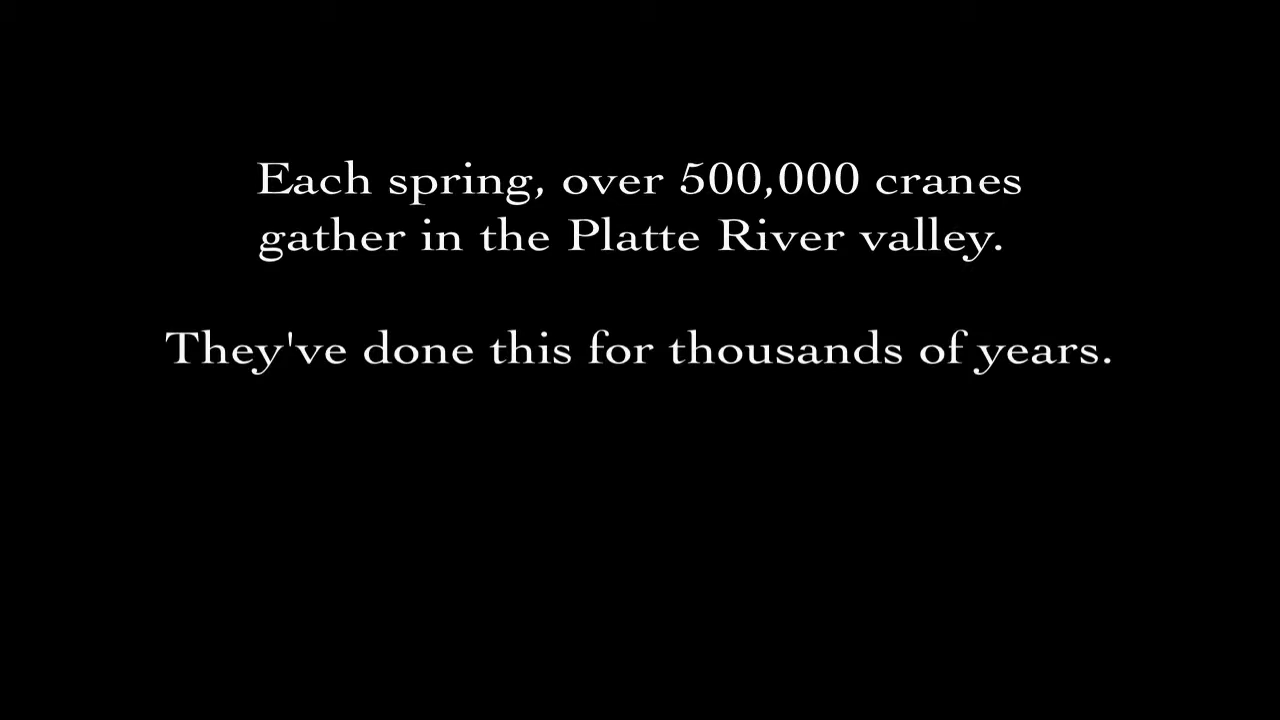 Each spring, over 500,000 cranes
gather in the Platte River valley.
They've done this for thousands of years.